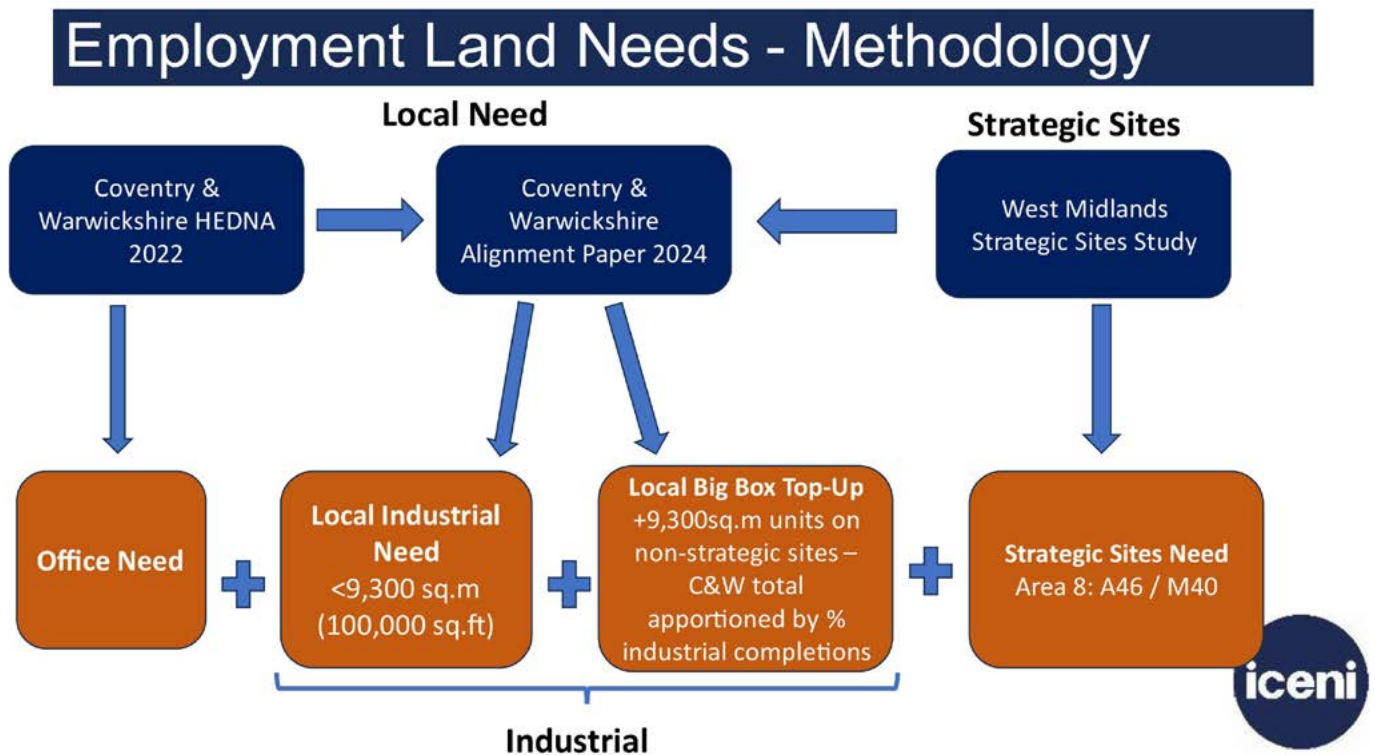 Employment Land Needs - Methodology
Local Need
Strategic Sites
Coventry &
Warwickshire HEDNA
2022
Coventry &
Warwickshire
Alignment Paper 2024
West Midlands
Strategic Sites Study
Office Need
Local Industrial
Need
<9,300 sq.m
(100,000 sq.ft)
Local Big Box Top-Up
+9,300sq.m units on
non-strategic sites –
C&W total
apportioned by %
industrial completions
Strategic Sites Need
Area 8: A46 / M40
Industrial
iceni